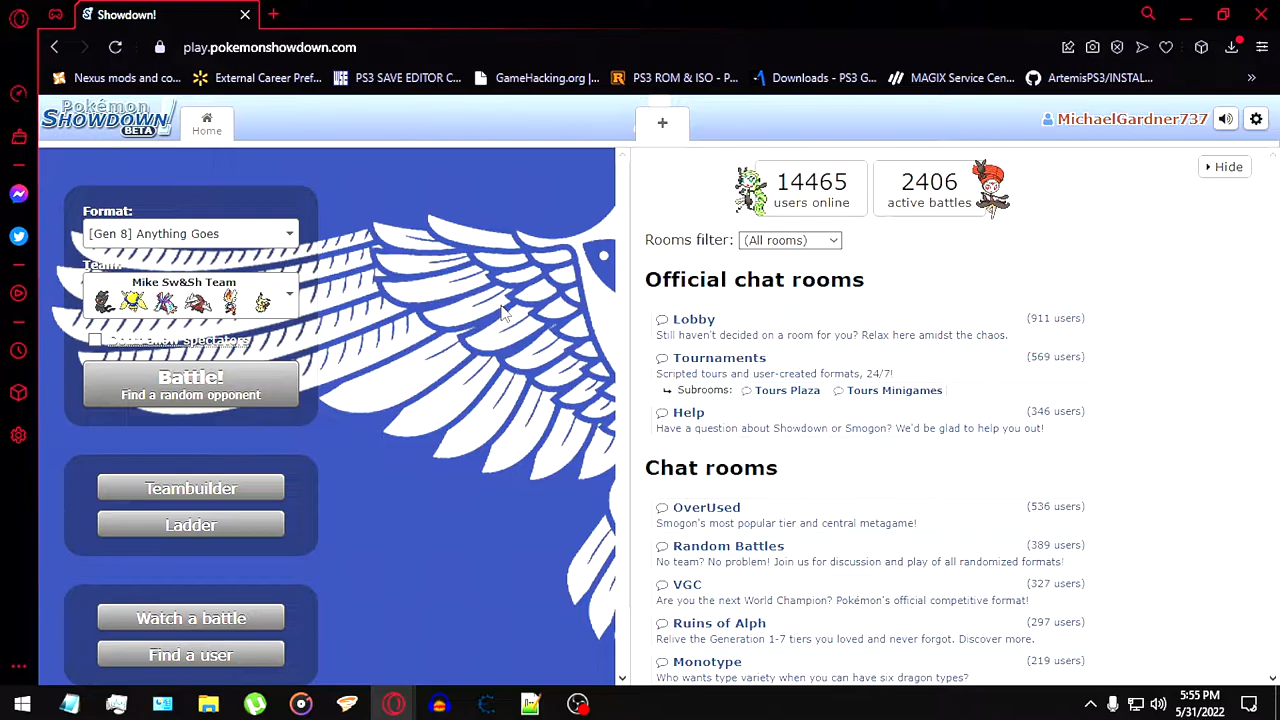 Showdown!
play.pokemonshowdown.com
Nexus mods and co...
External Career Pref...
PS3 SAVE EDITOR C...
GameHacking.org |...
PS3 ROM & ISO - P...
Downloads - PS3 G...
MAGIX Service Cen...
ArtemisPS3/INSTAL...
Pokémon
SHOWDOWN!
BETA
Home
MichaelGardner737
Format:
[Gen 8] Anything Goes
Team:
Mike Sw&Sh Team
Battle!
Find a random opponent
Teambuilder
Ladder
Watch a battle
Find a user
14465
users online
2406
active battles
Hide
Rooms filter: (All rooms)
Official chat rooms
Lobby (911 users)
Still haven't decided on a room for you? Relax here amidst the chaos.
Tournaments (569 users)
Scripted tours and user-created formats, 24/7!
Subrooms: Tours Plaza Tours Minigames
Help (346 users)
Have a question about Showdown or Smogon? We'd be glad to help you out!
Chat rooms
OverUsed (536 users)
Smogon's most popular tier and central metagame!
Random Battles (389 users)
No team? No problem! Join us for discussion and play of all randomized formats!
VGC (327 users)
Are you the next World Champion? Pokémon's official competitive format!
Ruins of Alph (297 users)
Relive the Generation 1-7 tiers you loved and never forgot. Discover more.
Monotype (219 users)
Who wants type variety when you can have six dragon types?
5:55 PM
5/31/2022